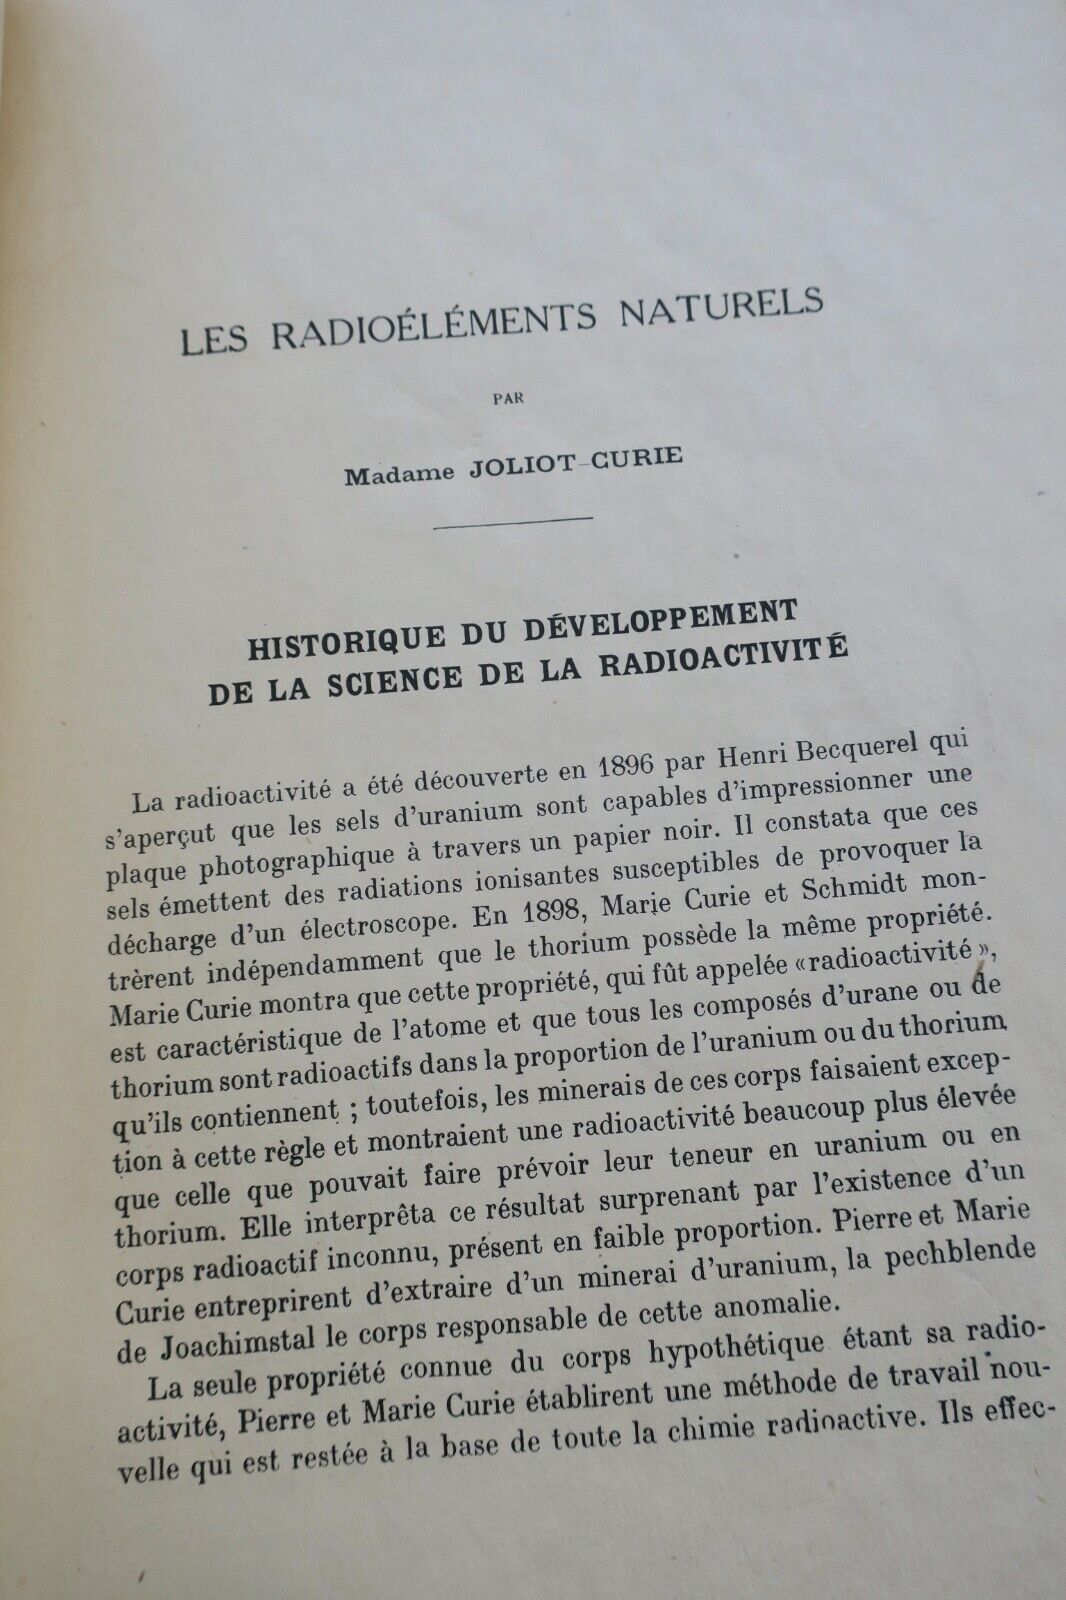 LES RADIOÉLÉMENTS NATURELS
PAR
Madame JOLIOT-CURIE
HISTORIQUE DU DÉVELOPPEMENT
DE LA SCIENCE DE LA RADIOACTIVITÉ
La radioactivité a été découverte en 1896 par Henri Becquerel qui
s'aperçut que les sels d'uranium sont capables d'impressionner une
plaque photographique à travers un papier noir. Il constata que ces
sels émettent des radiations ionisantes susceptibles de provoquer la
décharge d'un électroscope. En 1898, Marie Curie et Schmidt mon-
trèrent indépendamment que le thorium possède la même propriété.
Marie Curie montra que cette propriété, qui fût appelée «radioactivité»,
est caractéristique de l'atome et que tous les composés d'urane ou de
thorium sont radioactifs dans la proportion de l'uranium ou du thorium
qu'ils contiennent ; toutefois, les minerais de ces corps faisaient excep-
tion à cette règle et montraient une radioactivité beaucoup plus élevée
que celle que pouvait faire prévoir leur teneur en uranium ou en
thorium. Elle interprêta ce résultat surprenant par l'existence d'un
corps radioactif inconnu, présent en faible proportion. Pierre et Marie
Curie entreprirent d'extraire d'un minerai d'uranium, la pechblende
de Joachimstal le corps responsable de cette anomalie.
La seule propriété connue du corps hypothétique étant sa radio-
activité, Pierre et Marie Curie établirent une méthode de travail nou-
velle qui est restée à la base de toute la chimie radioactive. Ils effec-